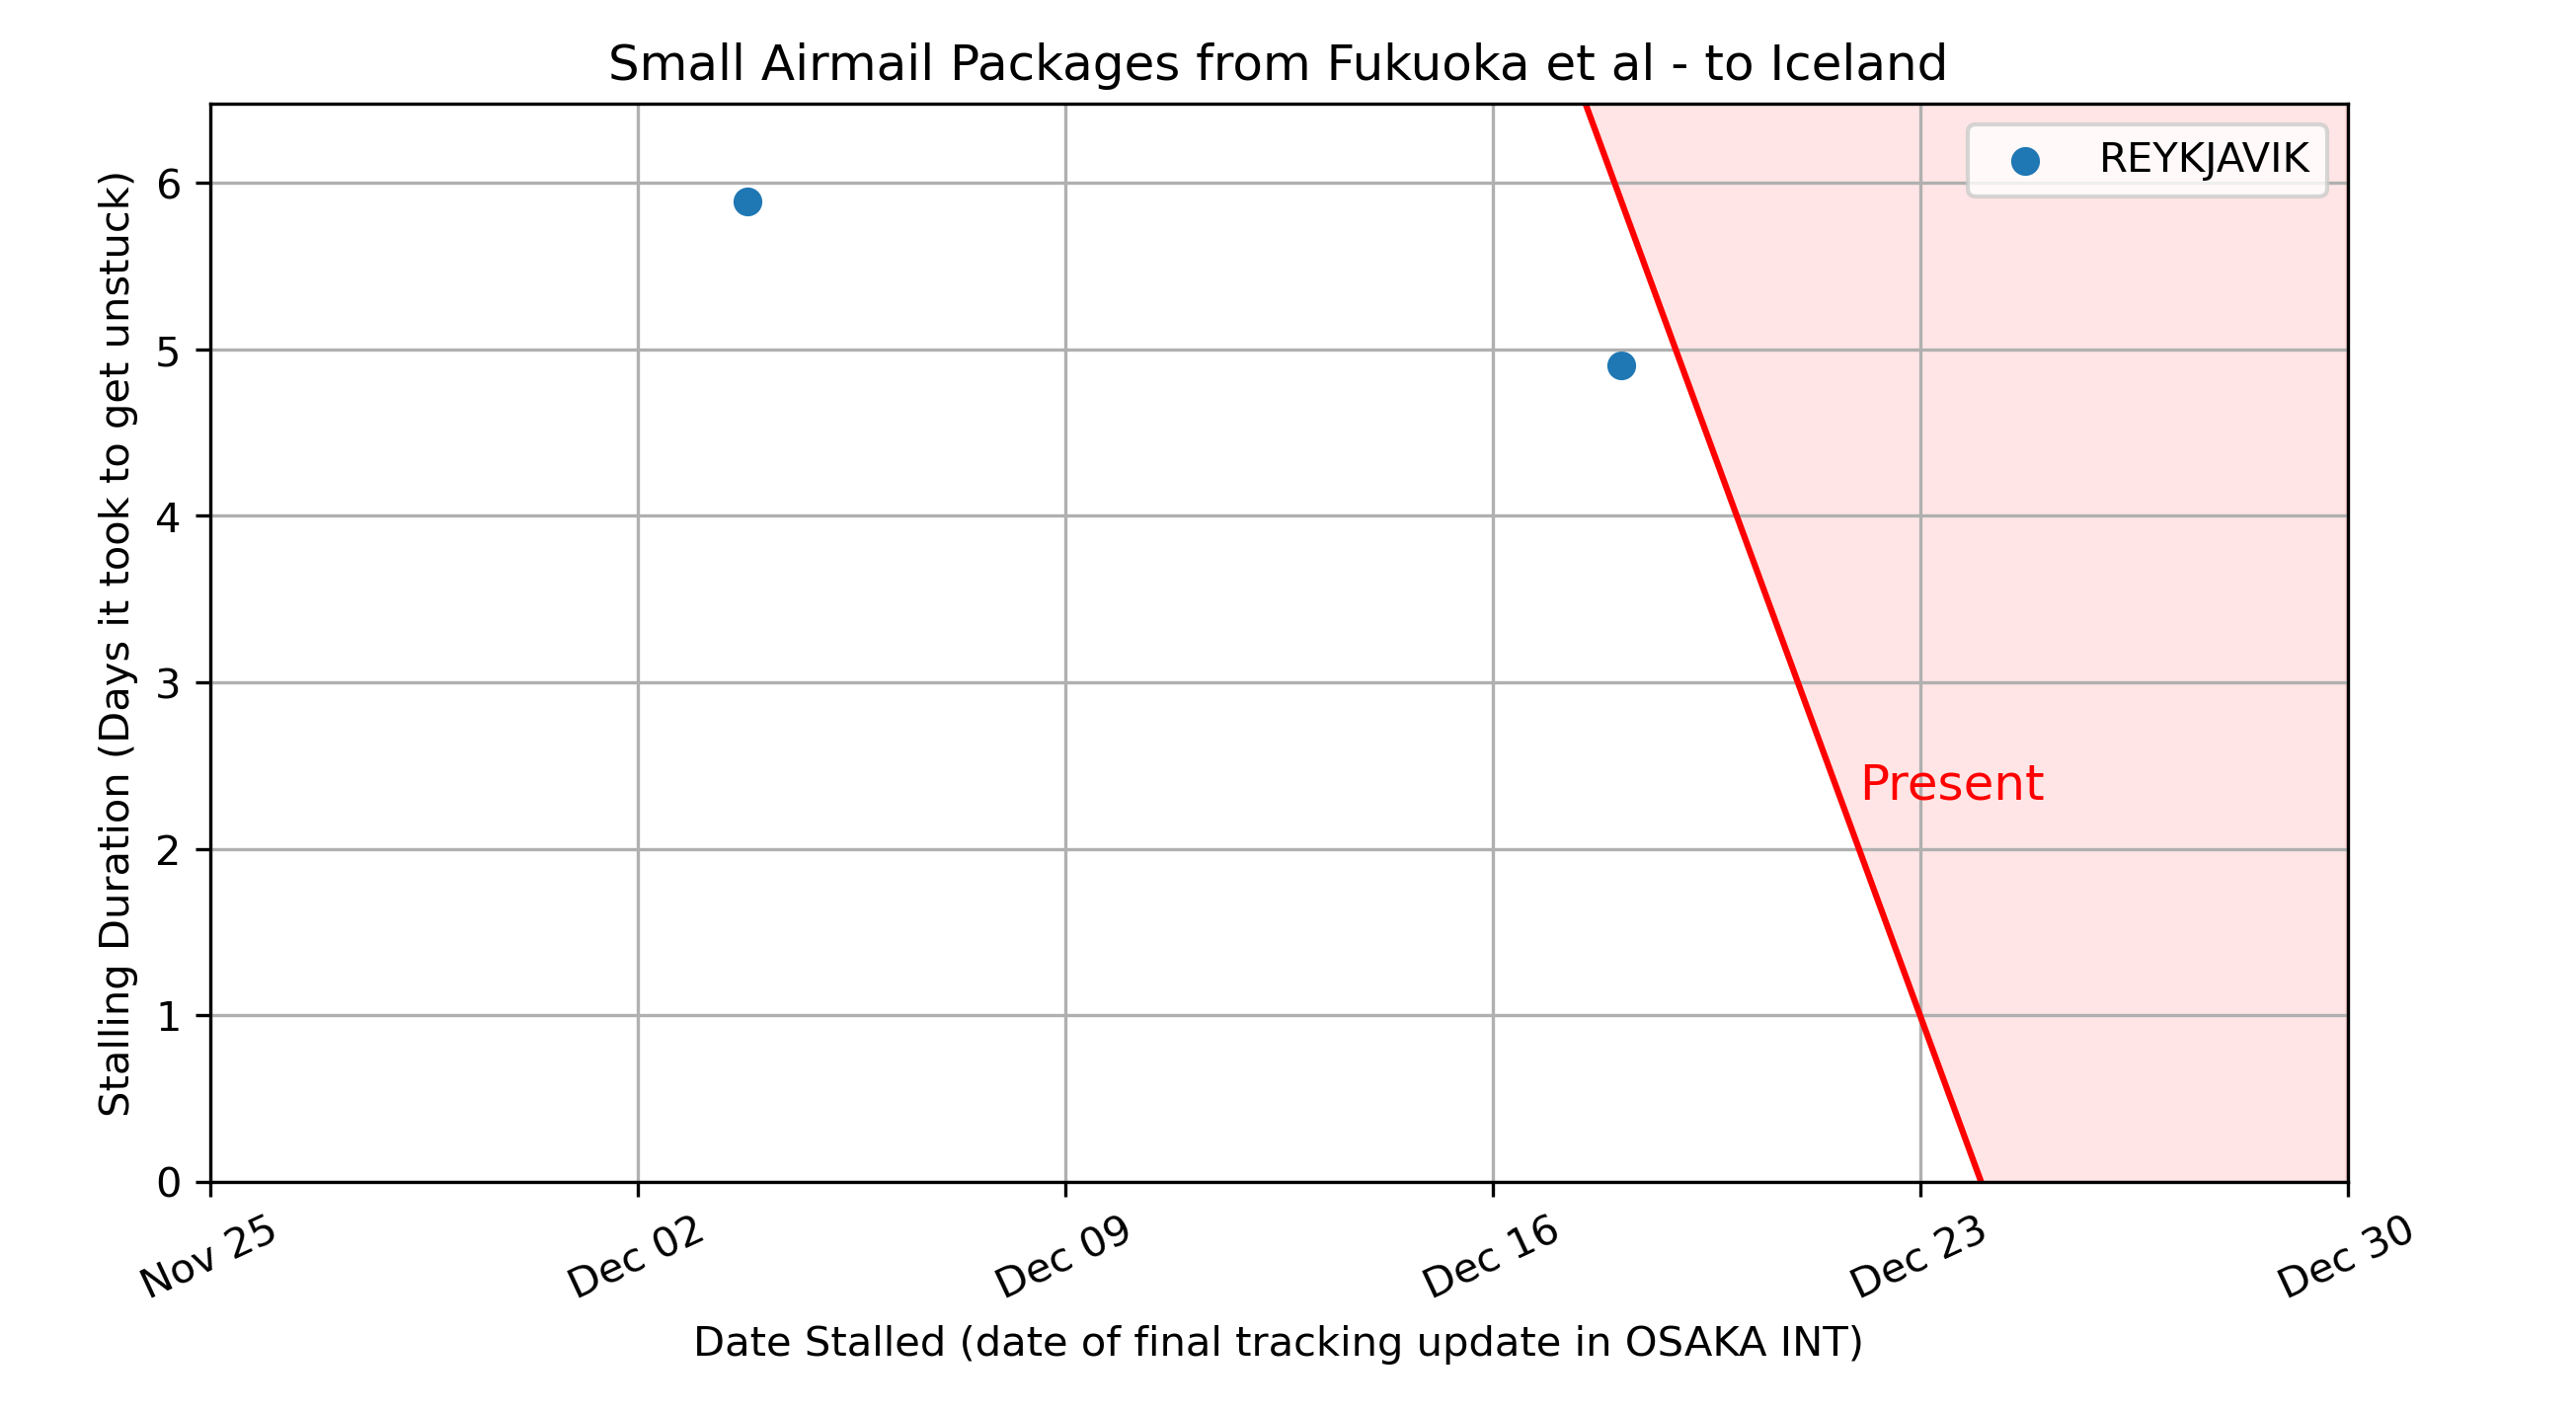 Small Airmail Packages from Fukuoka et al - to Iceland
REYKJAVIK
Stalling Duration (Days it took to get unstuck)
6
5
4
3
2
1
0
Present
Nov 25
Dec 02
Dec 09
Dec 16
Dec 23
Dec 30
Date Stalled (date of final tracking update in OSAKA INT)